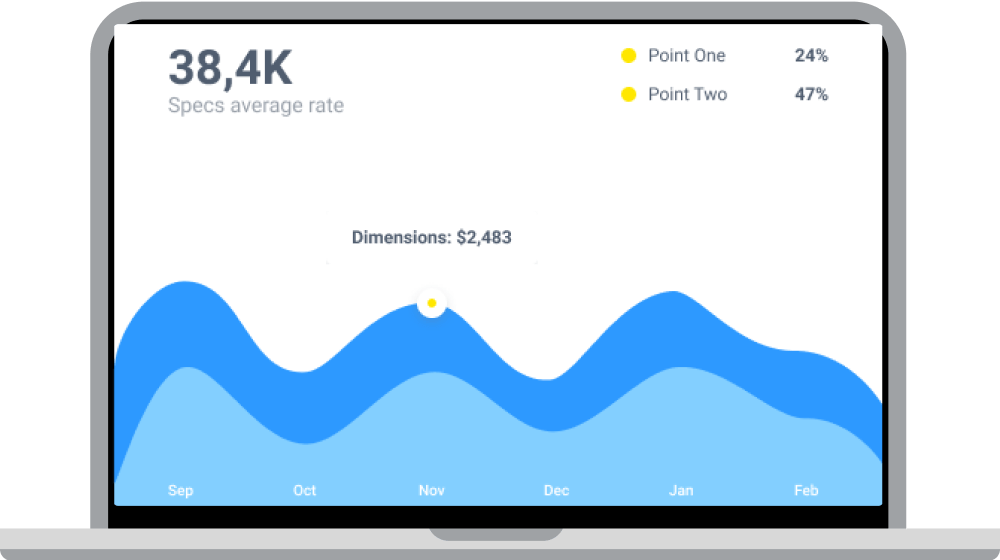 38,4K
Specs average rate
Point One 24%
Point Two 47%
Dimensions: $2,483
Sep Oct Nov Dec Jan Feb